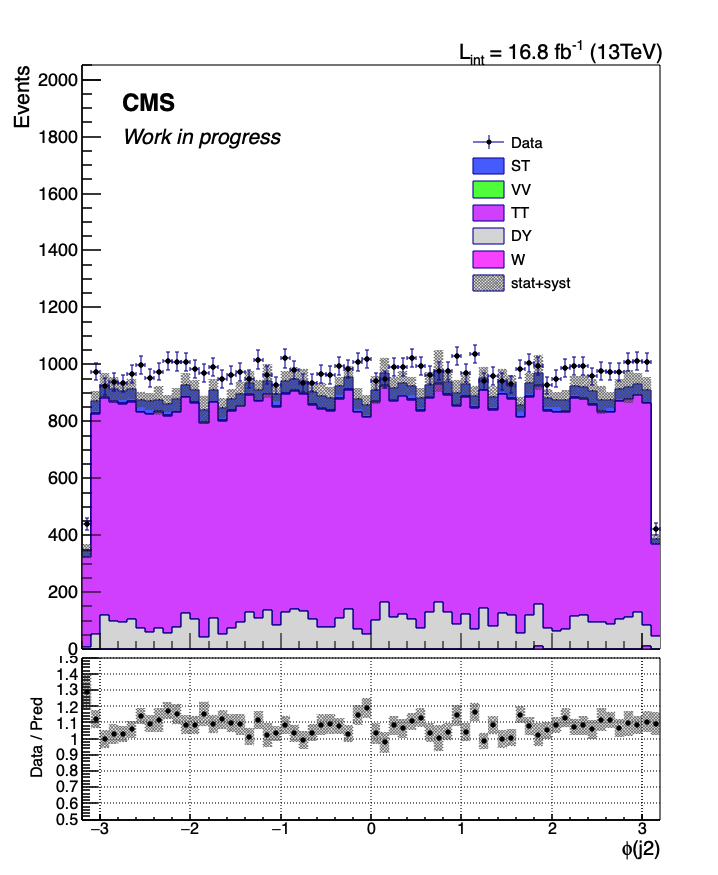 L_int = 16.8 fb⁻¹ (13TeV)
Events
2000
1800
1600
1400
1200
1000
800
600
400
200
0
CMS
Work in progress
Data
ST
VV
TT
DY
W
stat+syst
Data / Pred
1.5
1.4
1.3
1.2
1.1
1
0.9
0.8
0.7
0.6
0.5
−3 −2 −1 0 1 2 3
ϕ(j2)